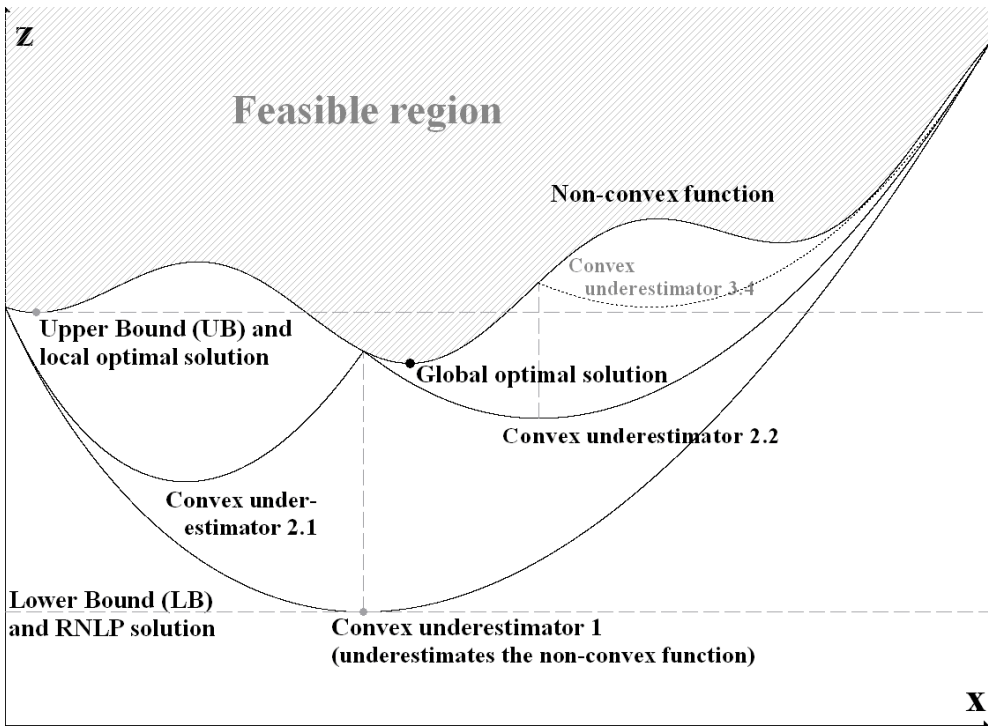 z
Feasible region
Non-convex function
Convex
underestimator 3.4
Upper Bound (UB) and
local optimal solution
Global optimal solution
Convex underestimator 2.2
Convex under-
estimator 2.1
Lower Bound (LB)
and RNLP solution
Convex underestimator 1
(underestimates the non-convex function)
x